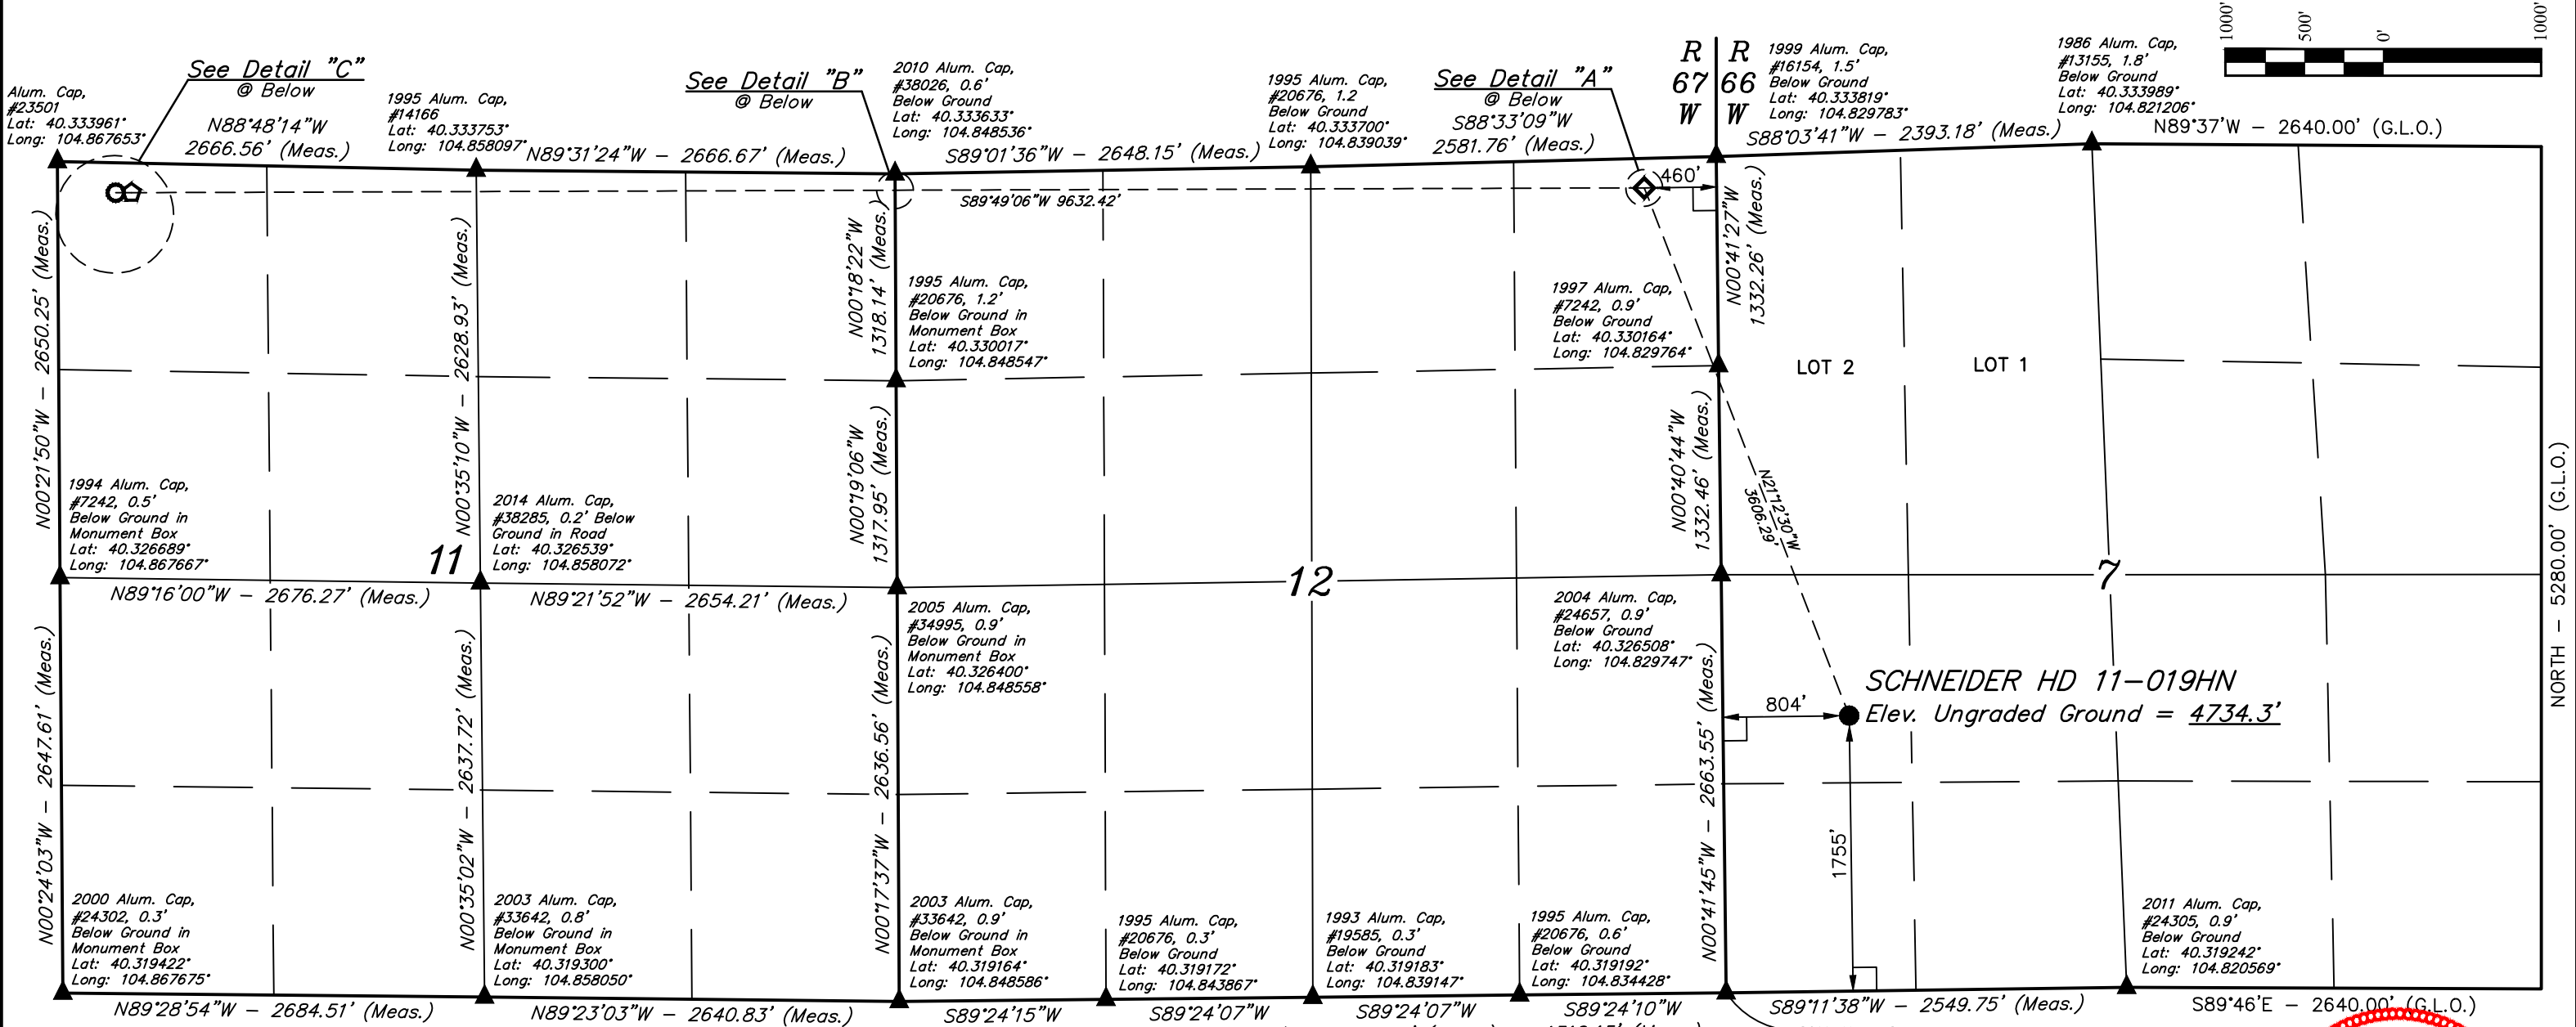 R R
67 66
W W
1000'
500'
0'
1000'
See Detail "C"
@ Below
See Detail "B"
@ Below
See Detail "A"
@ Below
Alum. Cap,
#23501
Lat: 40.333961°
Long: 104.867653°
N88°48'14"W
2666.56' (Meas.)
1995 Alum. Cap,
#14166
Lat: 40.333753°
Long: 104.858097°
N89°31'24"W - 2666.67' (Meas.)
2010 Alum. Cap,
#38026, 0.6'
Below Ground
Lat: 40.333633°
Long: 104.848536°
S89°01'36"W - 2648.15' (Meas.)
1995 Alum. Cap,
#20676, 1.2
Below Ground
Lat: 40.333700°
Long: 104.839039°
S88°33'09"W
2581.76' (Meas.)
1999 Alum. Cap,
#16154, 1.5'
Below Ground
Lat: 40.333819°
Long: 104.829783°
S88°03'41"W - 2393.18' (Meas.)
1986 Alum. Cap,
#13155, 1.8'
Below Ground
Lat: 40.333989°
Long: 104.821206°
N89°37'W - 2640.00' (G.L.O.)
S89°49'06"W 9632.42'
460'
N00°21'50"W - 2650.25' (Meas.)
N00°35'10"W - 2628.93' (Meas.)
N00°18'22"W
1318.14' (Meas.)
1995 Alum. Cap,
#20676, 1.2'
Below Ground in
Monument Box
Lat: 40.330017°
Long: 104.848547°
1997 Alum. Cap,
#7242, 0.9'
Below Ground
Lat: 40.330164°
Long: 104.829764°
N00°41'27"W
1332.26' (Meas.)
LOT 2
LOT 1
N00°19'06"W
1317.95' (Meas.)
N00°40'44"W
1332.46' (Meas.)
N21°12'30"W
3606.29'
NORTH - 5280.00' (G.L.O.)
1994 Alum. Cap,
#7242, 0.5'
Below Ground in
Monument Box
Lat: 40.326689°
Long: 104.867667°
11
2014 Alum. Cap,
#38285, 0.2' Below
Ground in Road
Lat: 40.326539°
Long: 104.858072°
12
7
N89°16'00"W - 2676.27' (Meas.)
N89°21'52"W - 2654.21' (Meas.)
2005 Alum. Cap,
#34995, 0.9'
Below Ground in
Monument Box
Lat: 40.326400°
Long: 104.848558°
2004 Alum. Cap,
#24657, 0.9'
Below Ground
Lat: 40.326508°
Long: 104.829747°
SCHNEIDER HD 11-019HN
Elev. Ungraded Ground = 4734.3'
804'
1755'
N00°24'03"W - 2647.61' (Meas.)
N00°35'02"W - 2637.72' (Meas.)
N00°17'37"W - 2636.56' (Meas.)
N00°41'45"W - 2663.55' (Meas.)
2000 Alum. Cap,
#24302, 0.3'
Below Ground in
Monument Box
Lat: 40.319422°
Long: 104.867675°
2003 Alum. Cap,
#33642, 0.8'
Below Ground in
Monument Box
Lat: 40.319300°
Long: 104.858050°
2003 Alum. Cap,
#33642, 0.9'
Below Ground in
Monument Box
Lat: 40.319164°
Long: 104.848586°
1995 Alum. Cap,
#20676, 0.3'
Below Ground
Lat: 40.319172°
Long: 104.843867°
1993 Alum. Cap,
#19585, 0.3'
Below Ground
Lat: 40.319183°
Long: 104.839147°
1995 Alum. Cap,
#20676, 0.6'
Below Ground
Lat: 40.319192°
Long: 104.834428°
2011 Alum. Cap,
#24305, 0.9'
Below Ground
Lat: 40.319242°
Long: 104.820569°
N89°28'54"W - 2684.51' (Meas.)
N89°23'03"W - 2640.83' (Meas.)
S89°24'15"W
S89°24'07"W
S89°24'07"W
S89°24'10"W
S89°11'38"W - 2549.75' (Meas.)
S89°46'E - 2640.00' (G.L.O.)